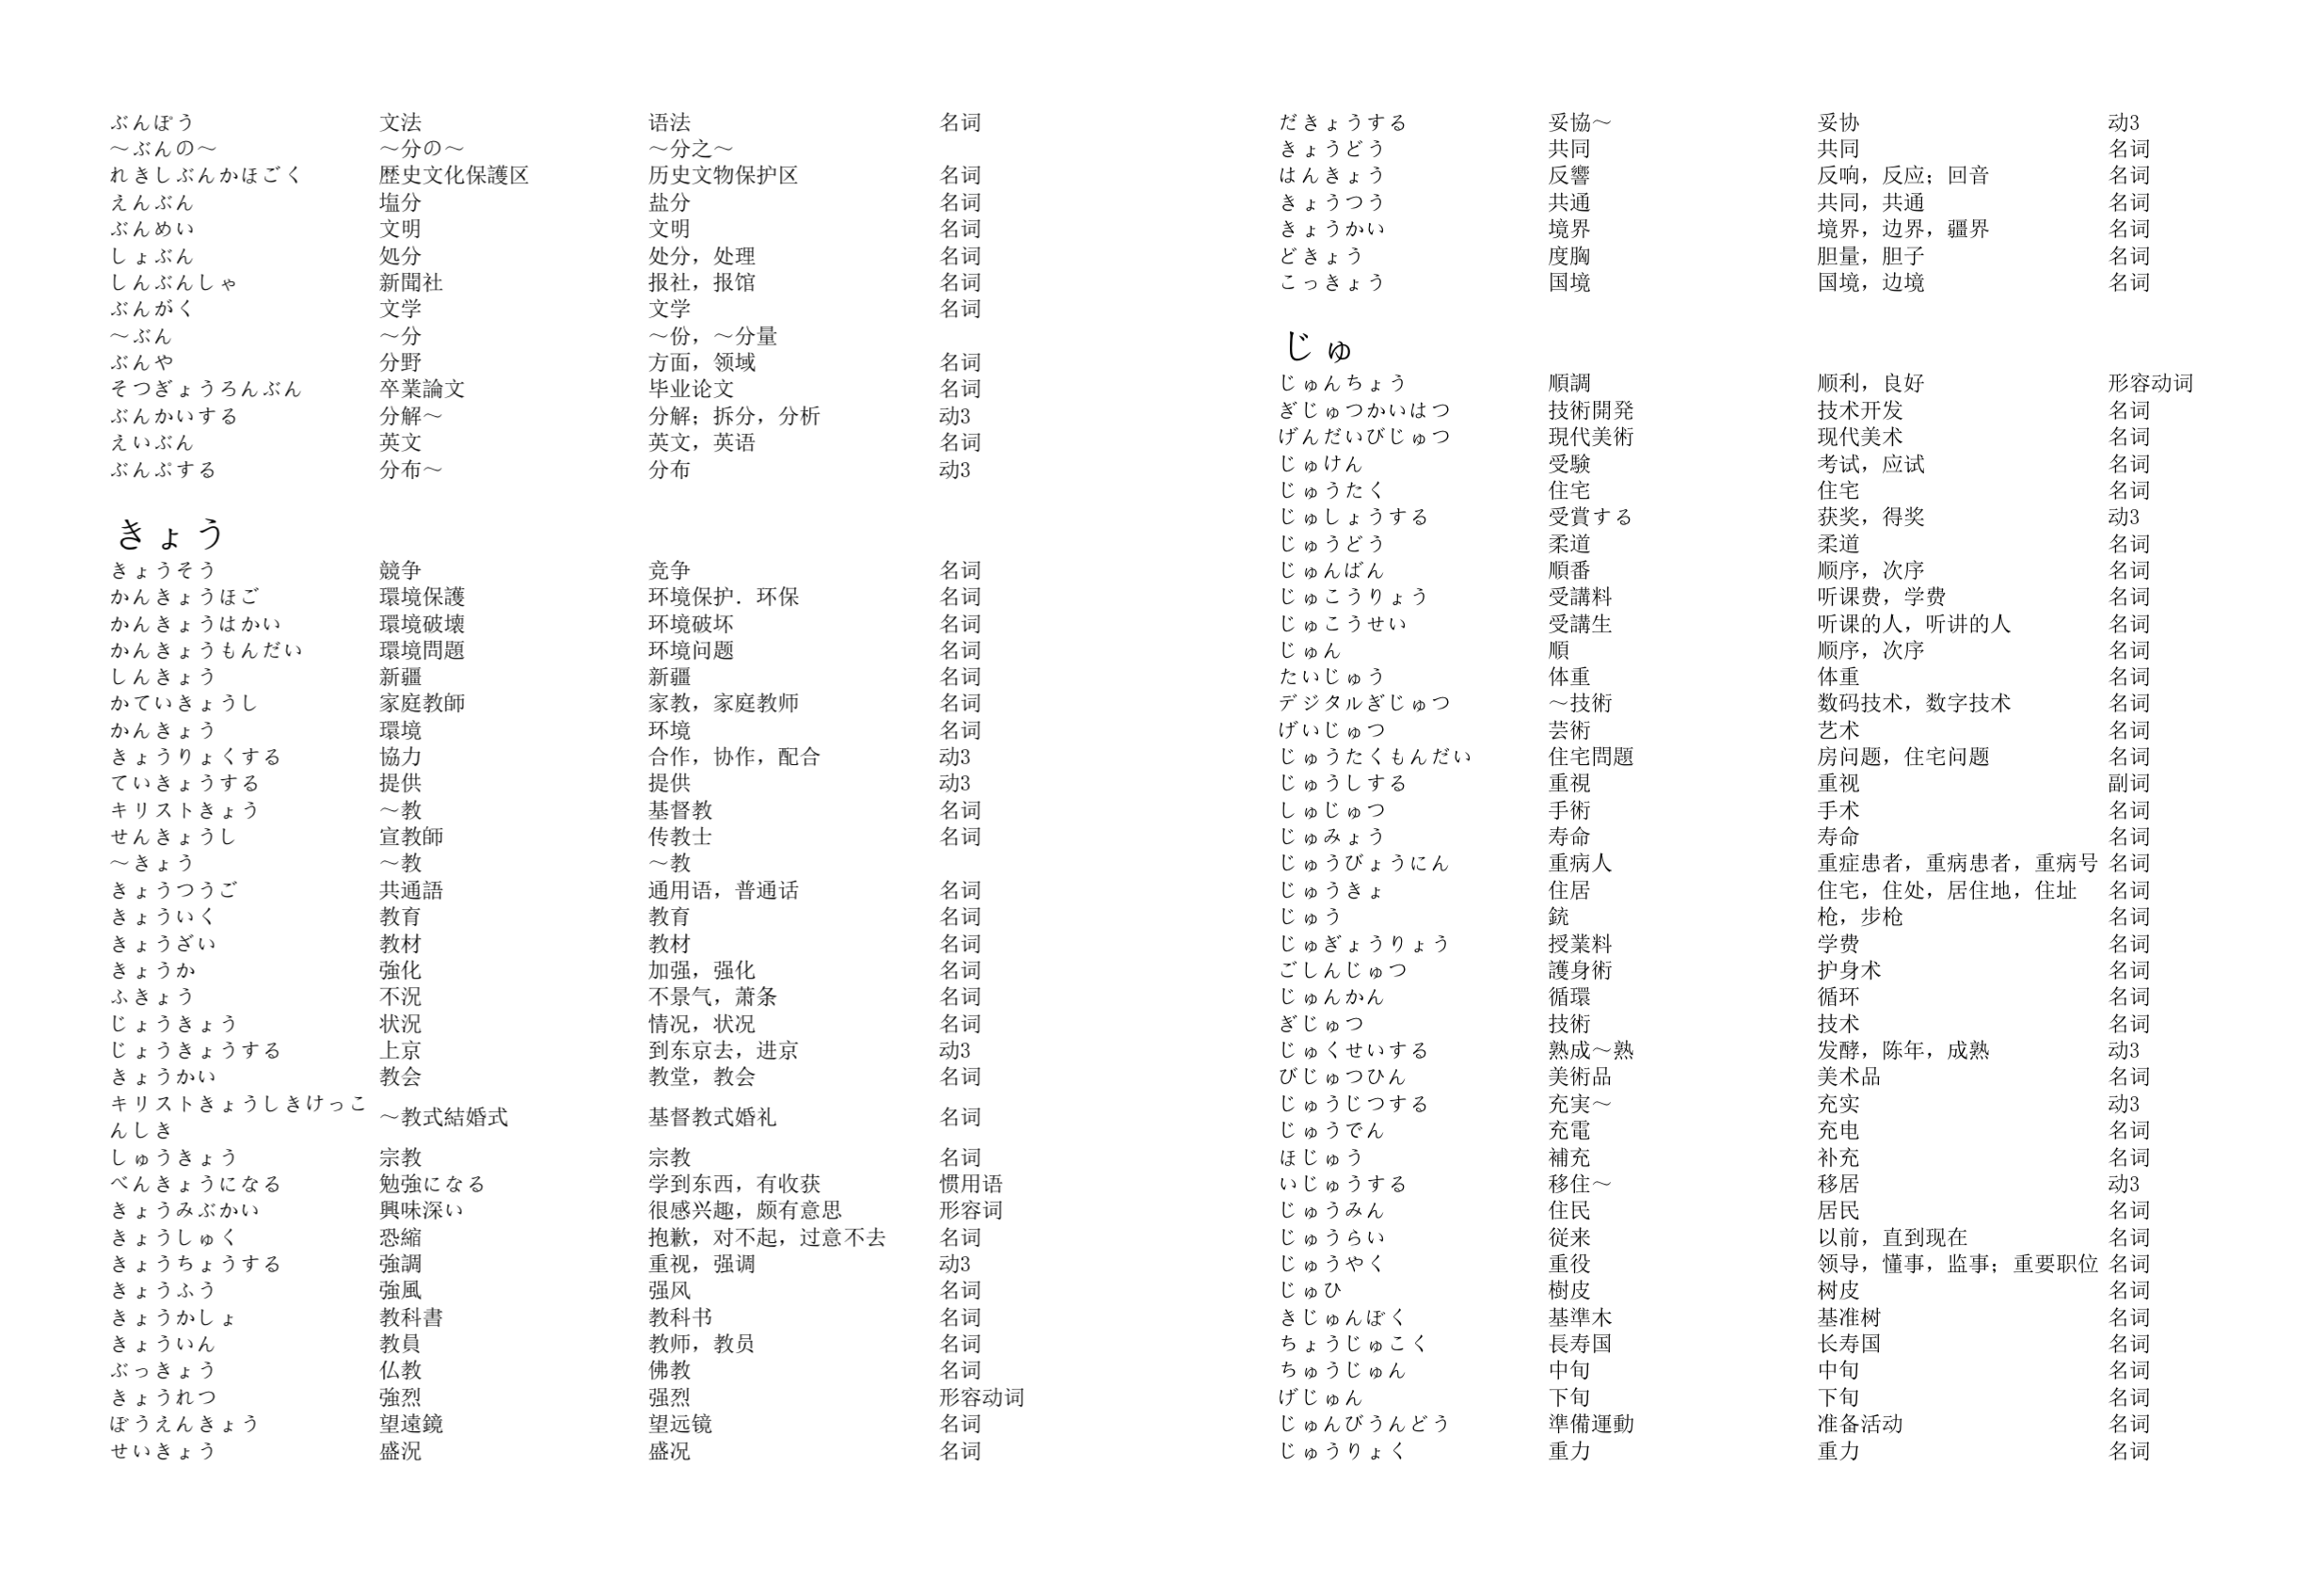 ぶんぽう 文法 语法 名词
～ぶんの～ ～分の～ ～分之～
れきしぶんかほごく 歴史文化保護区 历史文物保护区 名词
えんぶん 塩分 盐分 名词
ぶんめい 文明 文明 名词
しょぶん 処分 处分，处理 名词
しんぶんしゃ 新聞社 报社，报馆 名词
ぶんがく 文学 文学 名词
～ぶん ～分 ～份，～分量
ぶんや 分野 方面，领域 名词
そつぎょうろんぶん 卒業論文 毕业论文 名词
ぶんかいする 分解～ 分解；拆分，分析 动3
えいぶん 英文 英文，英语 名词
ぶんぷする 分布～ 分布 动3
きょう
きょうそう 競争 竞争 名词
かんきょうほご 環境保護 环境保护．环保 名词
かんきょうはかい 環境破壊 环境破坏 名词
かんきょうもんだい 環境問題 环境问题 名词
しんきょう 新疆 新疆 名词
かていきょうし 家庭教師 家教，家庭教师 名词
かんきょう 環境 环境 名词
きょうりょくする 協力 合作，协作，配合 动3
ていきょうする 提供 提供 动3
キリストきょう ～教 基督教 名词
せんきょうし 宣教師 传教士 名词
～きょう ～教 ～教
きょうつうご 共通語 通用语，普通话 名词
きょういく 教育 教育 名词
きょうざい 教材 教材 名词
きょうか 強化 加强，强化 名词
ふきょう 不況 不景气，萧条 名词
じょうきょう 状況 情况，状况 名词
じょうきょうする 上京 到东京去，进京 动3
きょうかい 教会 教堂，教会 名词
キリストきょうしきけっこ
んしき ～教式結婚式 基督教式婚礼 名词
しゅうきょう 宗教 宗教 名词
べんきょうになる 勉強になる 学到东西，有收获 惯用语
きょうみぶかい 興味深い 很感兴趣，颇有意思 形容词
きょうしゅく 恐縮 抱歉，对不起，过意不去 名词
きょうちょうする 強調 重视，强调 动3
きょうふう 強風 强风 名词
きょうかしょ 教科書 教科书 名词
きょういん 教員 教师，教员 名词
ぶっきょう 仏教 佛教 名词
きょうれつ 強烈 强烈 形容动词
ぼうえんきょう 望遠鏡 望远镜 名词
せいきょう 盛況 盛况 名词
だきょうする 妥協～ 妥协 动3
きょうどう 共同 共同 名词
はんきょう 反響 反响，反应；回音 名词
きょうつう 共通 共同，共通 名词
きょうかい 境界 境界，边界，疆界 名词
どきょう 度胸 胆量，胆子 名词
こっきょう 国境 国境，边境 名词
じゅ
じゅんちょう 順調 顺利，良好 形容动词
ぎじゅつかいはつ 技術開発 技术开发 名词
げんだいびじゅつ 現代美術 现代美术 名词
じゅけん 受験 考试，应试 名词
じゅうたく 住宅 住宅 名词
じゅしょうする 受賞する 获奖，得奖 动3
じゅうどう 柔道 柔道 名词
じゅんばん 順番 顺序，次序 名词
じゅこうりょう 受講料 听课费，学费 名词
じゅこうせい 受講生 听课的人，听讲的人 名词
じゅん 順 顺序，次序 名词
たいじゅう 体重 体重 名词
デジタルぎじゅつ ～技術 数码技术，数字技术 名词
げいじゅつ 芸術 艺术 名词
じゅうたくもんだい 住宅問題 房问题，住宅问题 名词
じゅうしする 重視 重视 副词
しゅじゅつ 手術 手术 名词
じゅみょう 寿命 寿命 名词
じゅうびょうにん 重病人 重症患者，重病患者，重病号 名词
じゅうきょ 住居 住宅，住处，居住地，住址 名词
じゅう 銃 枪，步枪 名词
じゅぎょうりょう 授業料 学费 名词
ごしんじゅつ 護身術 护身术 名词
じゅんかん 循環 循环 名词
ぎじゅつ 技術 技术 名词
じゅくせいする 熟成～熟 发酵，陈年，成熟 动3
びじゅつひん 美術品 美术品 名词
じゅうじつする 充実～ 充实 动3
じゅうでん 充電 充电 名词
ほじゅう 補充 补充 名词
いじゅうする 移住～ 移居 动3
じゅうみん 住民 居民 名词
じゅうらい 従来 以前，直到现在 名词
じゅうやく 重役 领导，懂事，监事；重要职位 名词
じゅひ 樹皮 树皮 名词
きじゅんぼく 基準木 基准树 名词
ちょうじゅこく 長寿国 长寿国 名词
ちゅうじゅん 中旬 中旬 名词
げじゅん 下旬 下旬 名词
じゅんびうんどう 準備運動 准备活动 名词
じゅうりょく 重力 重力 名词